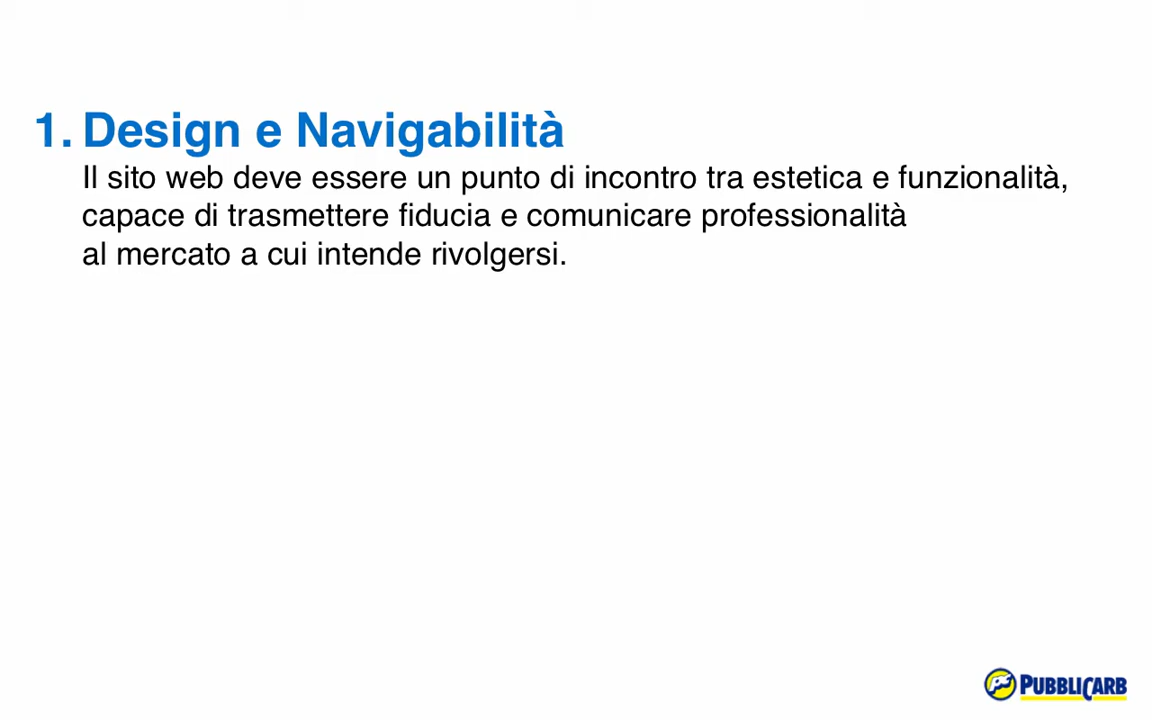 1. Design e Navigabilità
Il sito web deve essere un punto di incontro tra estetica e funzionalità,
capace di trasmettere fiducia e comunicare professionalità
al mercato a cui intende rivolgersi.
PUBBLICARB